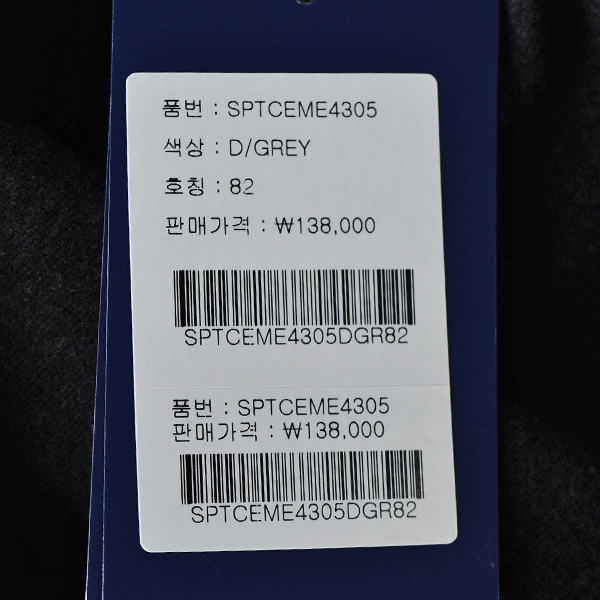 품번 : SPTCEME4305
색상 : D/GREY
호칭 : 82
판매가격 : ₩138,000
SPTCEME4305DGR82
품번 : SPTCEME4305
판매가격 : ₩138,000
SPTCEME4305DGR82